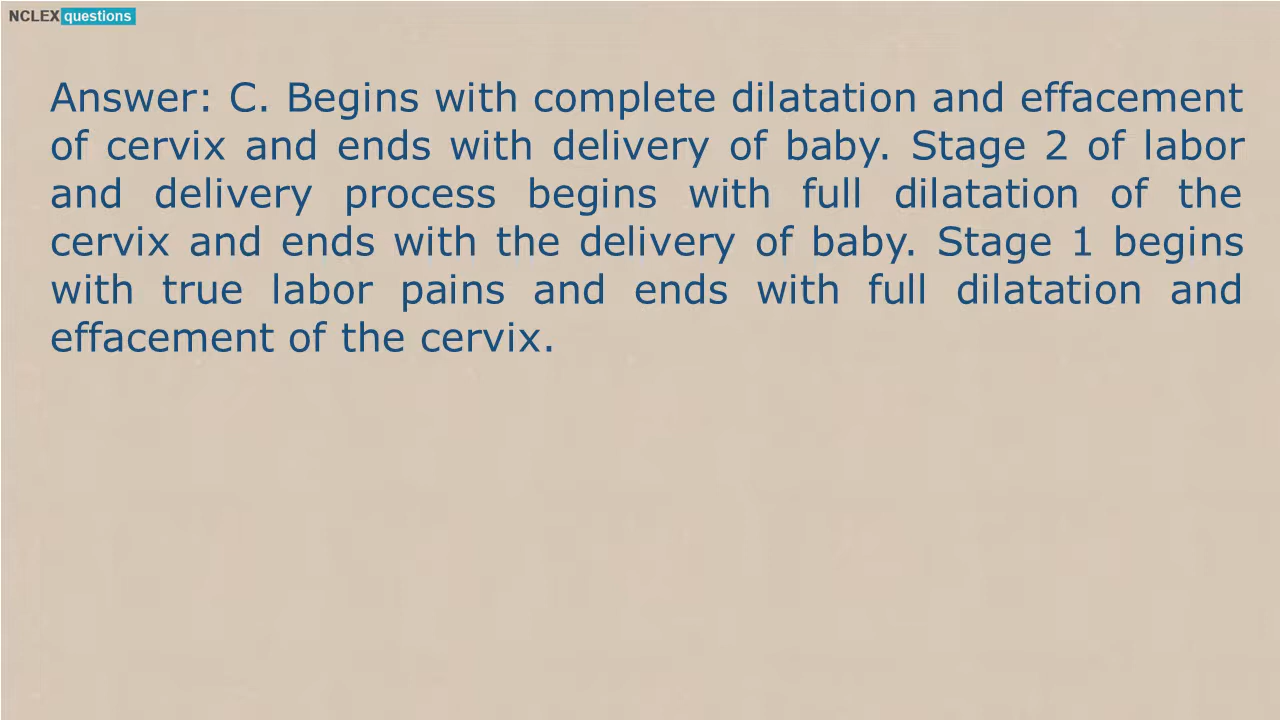 NCLEX questions
Answer: C. Begins with complete dilatation and effacement
of cervix and ends with delivery of baby. Stage 2 of labor
and delivery process begins with full dilatation of the
cervix and ends with the delivery of baby. Stage 1 begins
with true labor pains and ends with full dilatation and
effacement of the cervix.